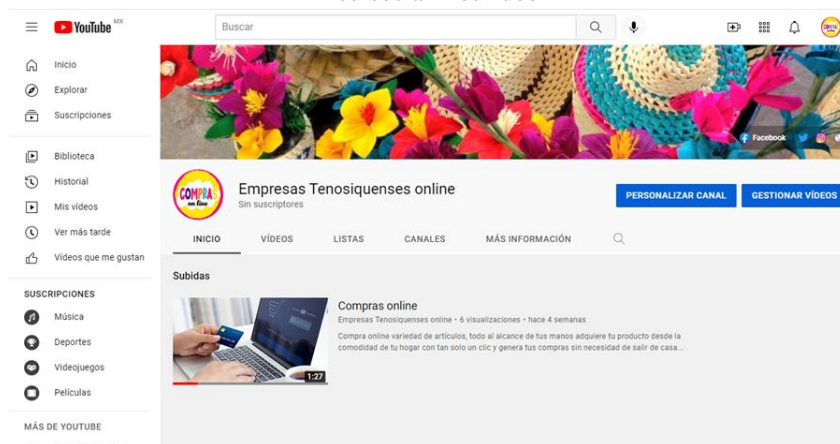 YouTube MX
Buscar
Inicio
Explorar
Suscripciones
Biblioteca
Historial
Mis vídeos
Ver más tarde
Vídeos que me gustan
SUSCRIPCIONES
Música
Deportes
Videojuegos
Películas
MÁS DE YOUTUBE
Facebook
COMPRAS
on line
Empresas Tenosiquenses online
Sin suscriptores
PERSONALIZAR CANAL
GESTIONAR VÍDEOS
INICIO
VÍDEOS
LISTAS
CANALES
MÁS INFORMACIÓN
Subidas
1:27
Compras online
Empresas Tenosiquenses online • 6 visualizaciones • hace 4 semanas
Compra online variedad de artículos, todo al alcance de tus manos adquiere tu producto desde la
comodidad de tu hogar con tan solo un clic y genera tus compras sin necesidad de salir de casa...